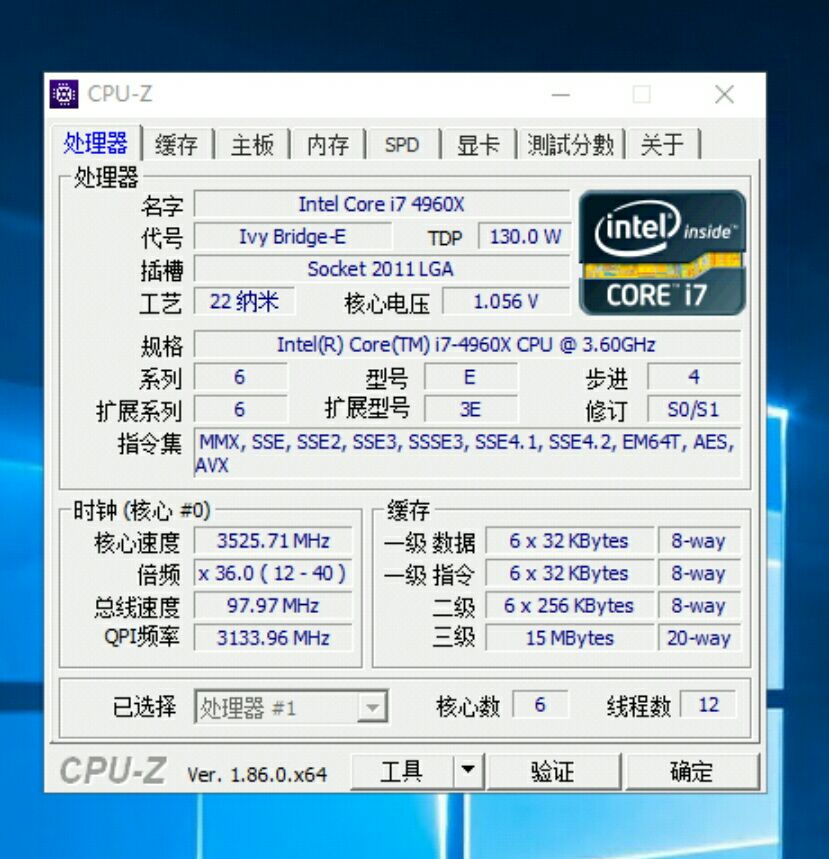 CPU-Z
处理器 缓存 主板 内存 SPD 显卡 測試分數 关于
处理器
名字 Intel Core i7 4960X
代号 Ivy Bridge-E TDP 130.0 W
插槽 Socket 2011 LGA
工艺 22 纳米 核心电压 1.056 V
intel inside™
CORE™ i7
规格 Intel(R) Core(TM) i7-4960X CPU @ 3.60GHz
系列 6 型号 E 步进 4
扩展系列 6 扩展型号 3E 修订 S0/S1
指令集 MMX, SSE, SSE2, SSE3, SSSE3, SSE4.1, SSE4.2, EM64T, AES,
AVX
时钟 (核心 #0)
核心速度 3525.71 MHz
倍频 x 36.0 ( 12 - 40 )
总线速度 97.97 MHz
QPI频率 3133.96 MHz
缓存
一级 数据 6 x 32 KBytes 8-way
一级 指令 6 x 32 KBytes 8-way
二级 6 x 256 KBytes 8-way
三级 15 MBytes 20-way
已选择 处理器 #1 核心数 6 线程数 12
CPU-Z Ver. 1.86.0.x64 工具 验证 确定